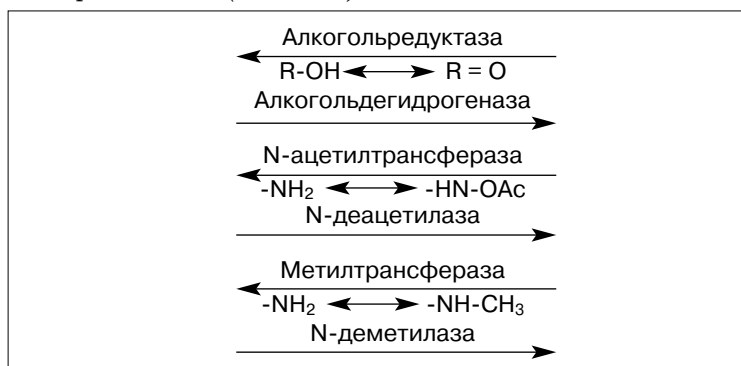 Алкогольредуктаза
R-OH R = O
Алкогольдегидрогеназа
N-ацетилтрансфераза
-NH₂ -HN-OAc
N-деацетилаза
Метилтрансфераза
-NH₂ -NH-CH₃
N-деметилаза